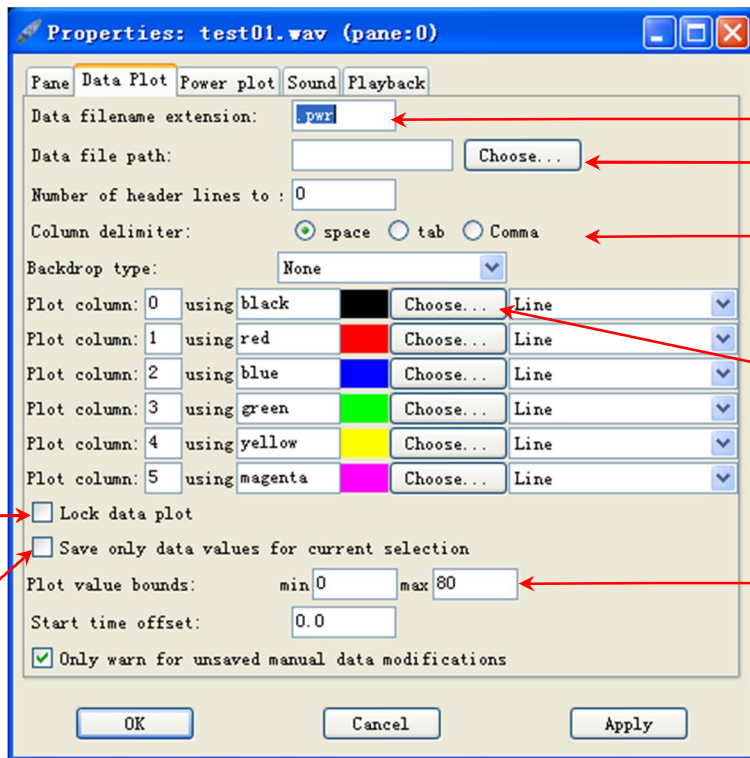 Properties: test01.wav (pane:0)
Pane Data Plot Power plot Sound Playback
Data filename extension: .pwr
Data file path: Choose...
Number of header lines to : 0
Column delimiter: space tab Comma
Backdrop type: None
Plot column: 0 using black Choose... Line
Plot column: 1 using red Choose... Line
Plot column: 2 using blue Choose... Line
Plot column: 3 using green Choose... Line
Plot column: 4 using yellow Choose... Line
Plot column: 5 using magenta Choose... Line
Lock data plot
Save only data values for current selection
Plot value bounds: min 0 max 80
Start time offset: 0.0
Only warn for unsaved manual data modifications
OK Cancel Apply